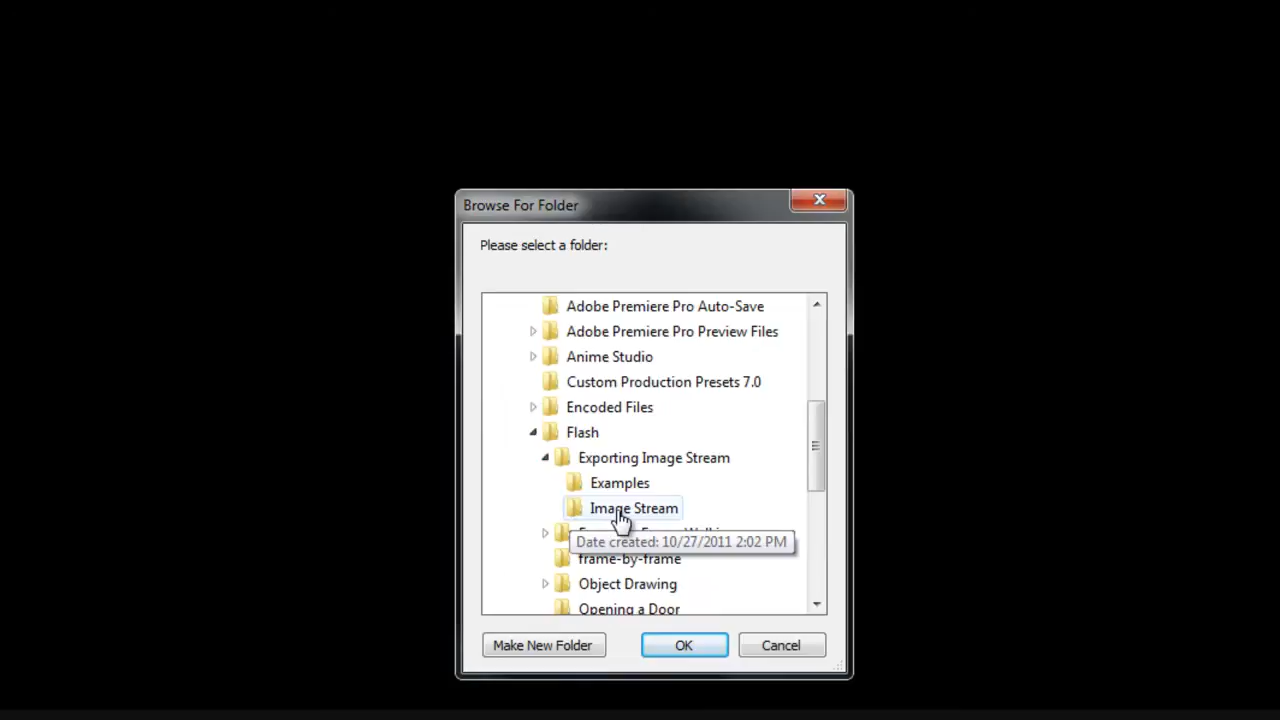 Browse For Folder
Please select a folder:
Adobe Premiere Pro Auto-Save
Adobe Premiere Pro Preview Files
Anime Studio
Custom Production Presets 7.0
Encoded Files
Flash
Exporting Image Stream
Examples
Image Stream
Date created: 10/27/2011 2:02 PM
frame-by-frame
Object Drawing
Opening a Door
Make New Folder
OK
Cancel